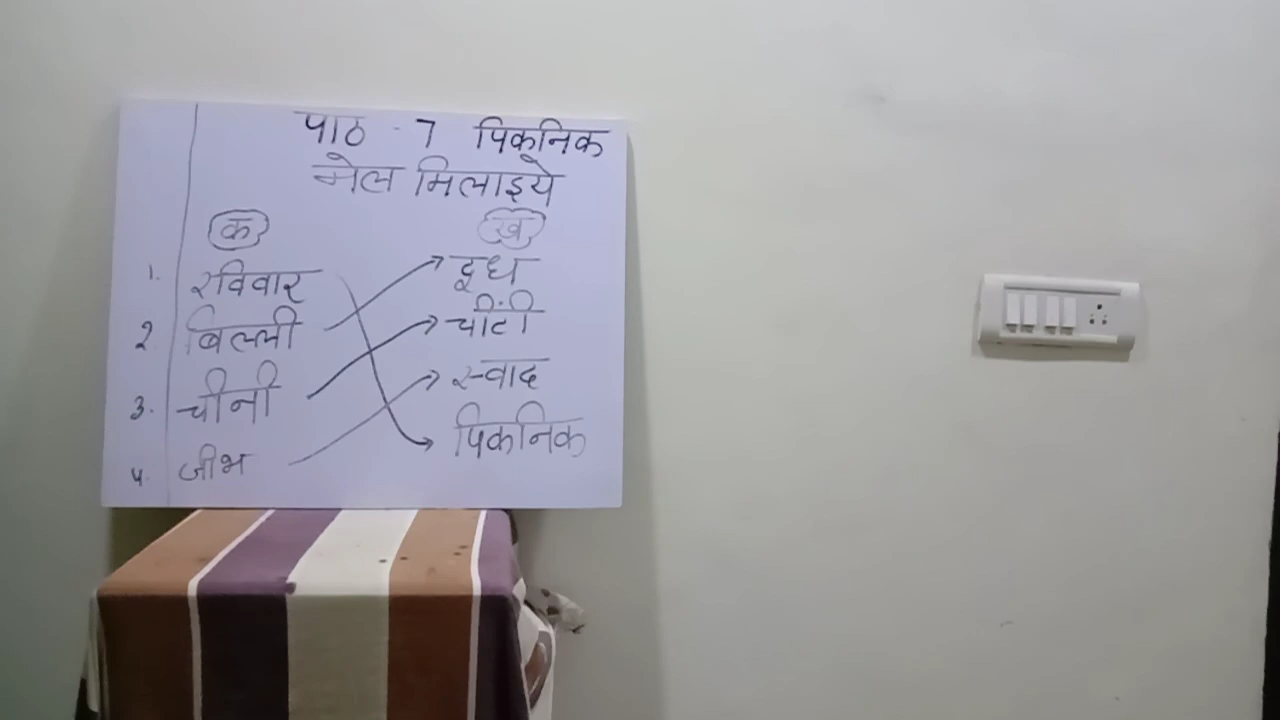 पाठ - 7 पिकनिक
मेल मिलाइये
क ख
1. रविवार दूध
2. बिल्ली चींटी
3. चीनी स्वाद
4. जीभ पिकनिक